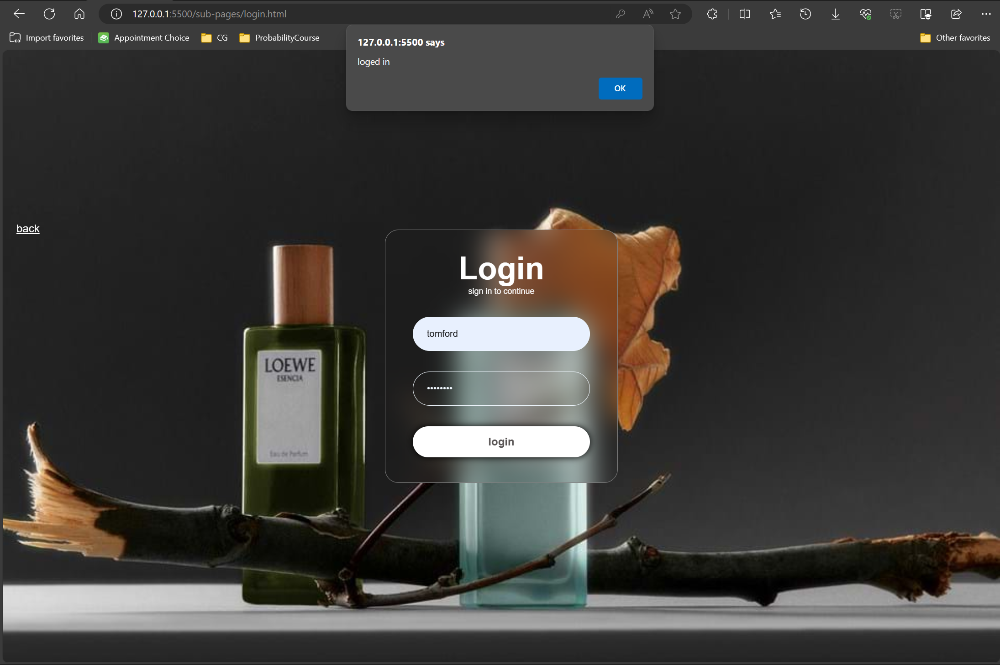 127.0.0.1:5500/sub-pages/login.html
Import favorites
Appointment Choice
CG
ProbabilityCourse
Other favorites
127.0.0.1:5500 says
loged in
OK
back
Login
sign in to continue
tomford
••••••••
login
LOEWE
ESENCIA
Eau de Parfum